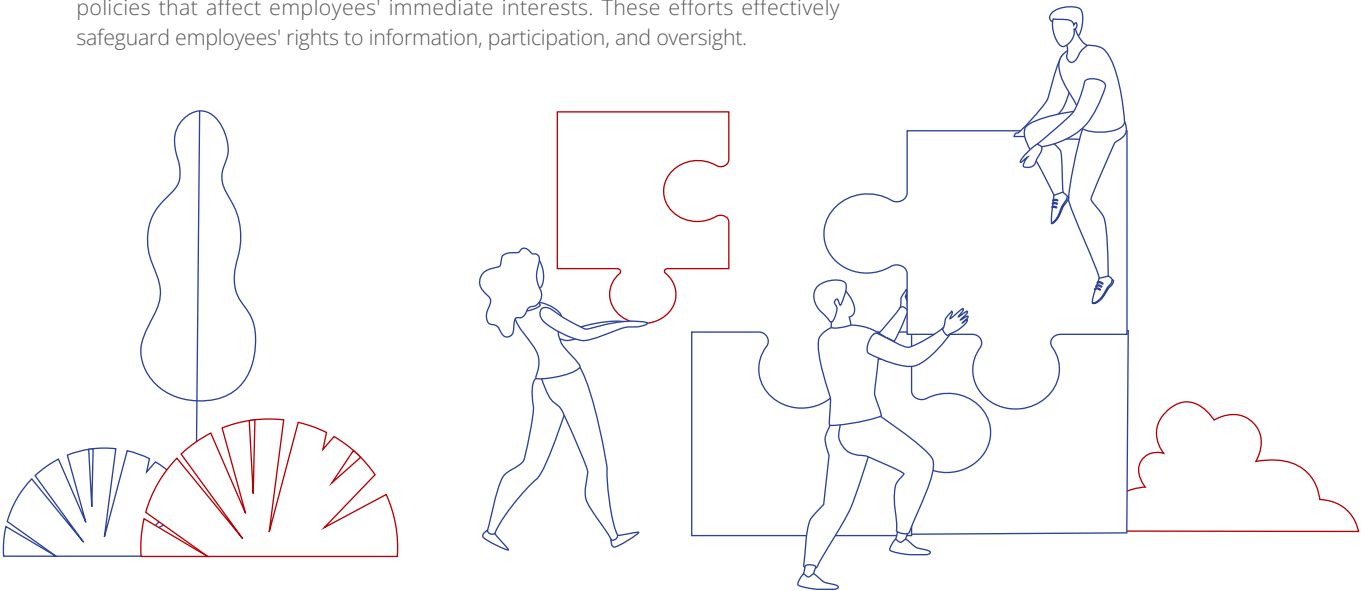 policies that affect employees' immediate interests. These efforts effectively
safeguard employees' rights to information, participation, and oversight.